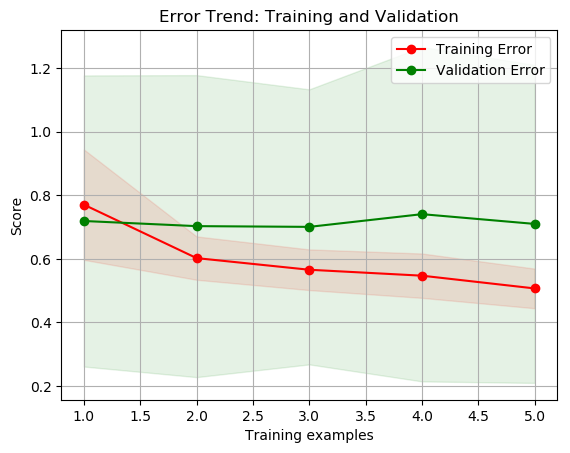 Error Trend: Training and Validation
Training Error
Validation Error
Score
1.2
1.0
0.8
0.6
0.4
0.2
1.0 1.5 2.0 2.5 3.0 3.5 4.0 4.5 5.0
Training examples